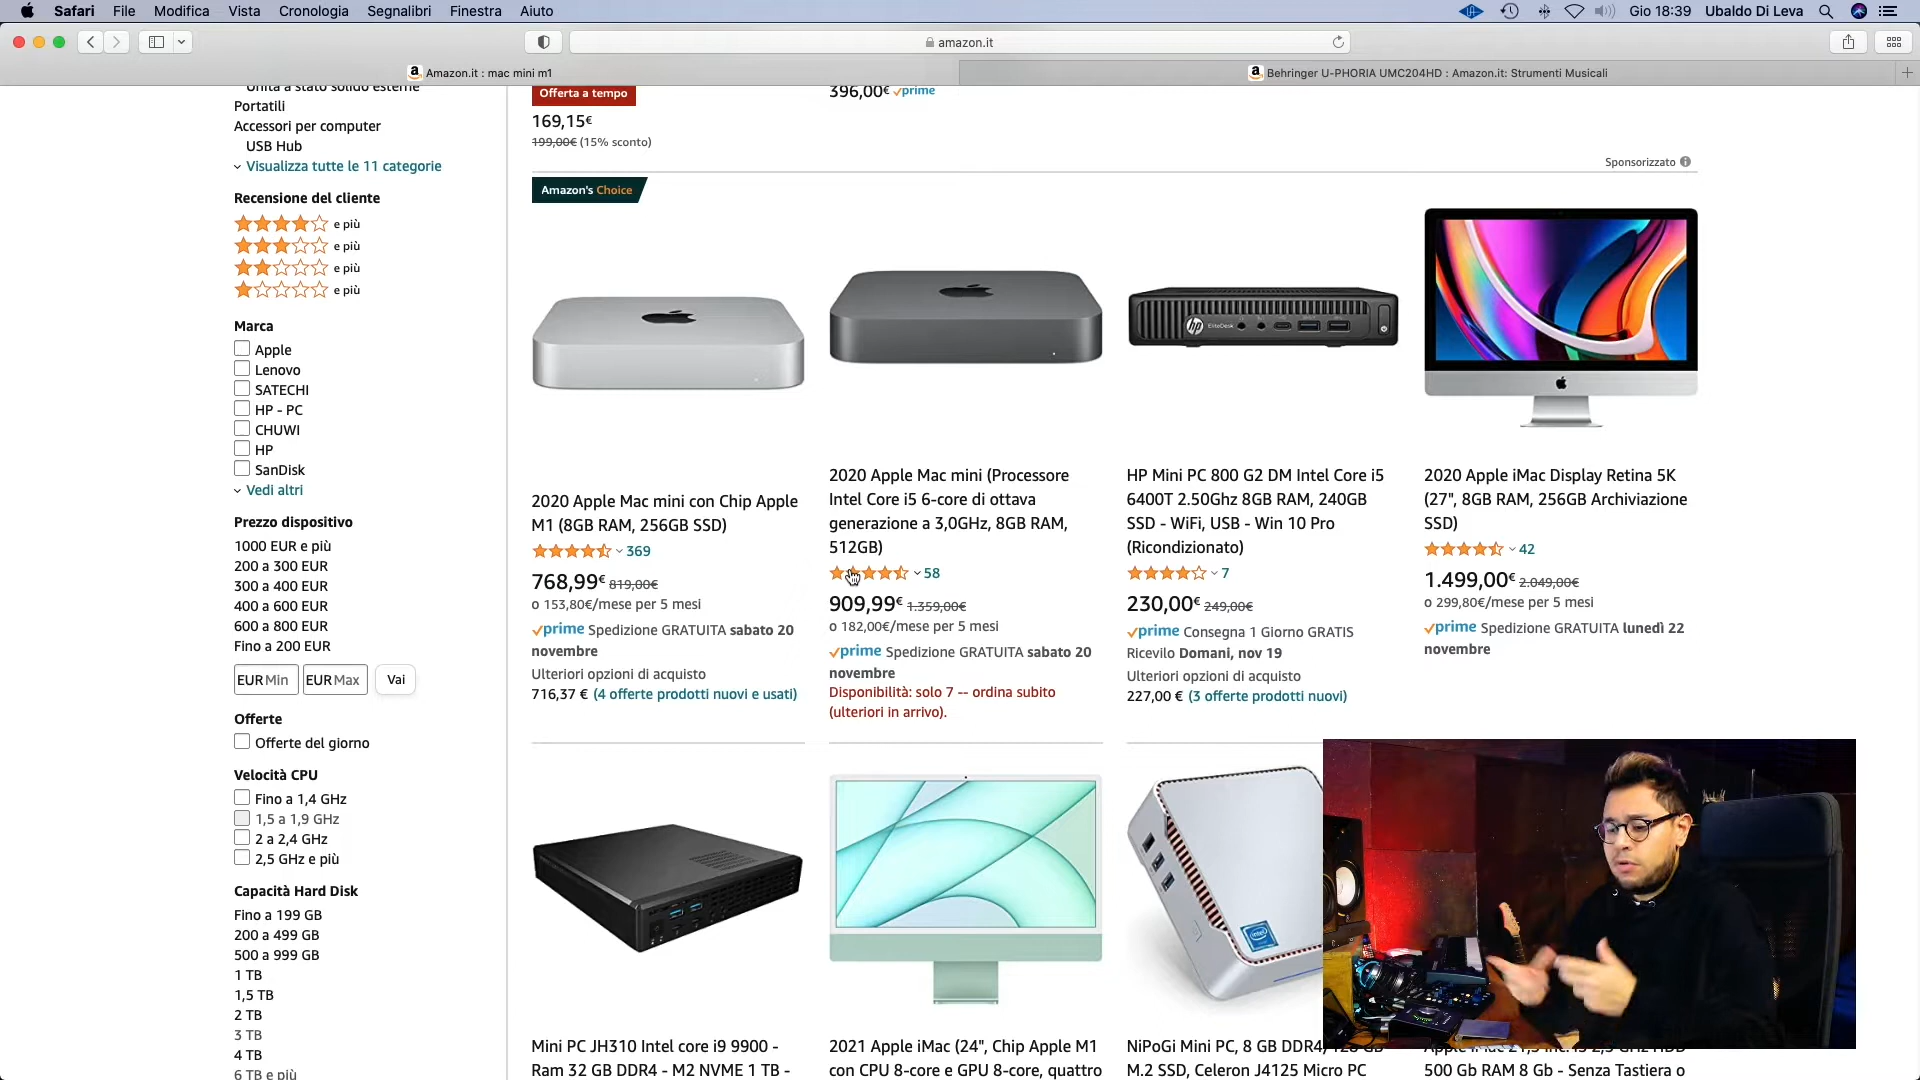 Safari File Modifica Vista Cronologia Segnalibri Finestra Aiuto
Gio 18:39 Ubaldo Di Leva
amazon.it
Amazon.it : mac mini m1
Behringer U-PHORIA UMC204HD : Amazon.it: Strumenti Musicali
Unità a stato solido esterne
Portatili
Accessori per computer
USB Hub
Visualizza tutte le 11 categorie
Recensione del cliente
e più
e più
e più
e più
Marca
Apple
Lenovo
SATECHI
HP - PC
CHUWI
HP
SanDisk
Vedi altri
Prezzo dispositivo
1000 EUR e più
200 a 300 EUR
300 a 400 EUR
400 a 600 EUR
600 a 800 EUR
Fino a 200 EUR
EUR Min EUR Max Vai
Offerte
Offerte del giorno
Velocità CPU
Fino a 1,4 GHz
1,5 a 1,9 GHz
2 a 2,4 GHz
2,5 GHz e più
Capacità Hard Disk
Fino a 199 GB
200 a 499 GB
500 a 999 GB
1 TB
1,5 TB
2 TB
3 TB
4 TB
6 TB e più
Offerta a tempo
169,15€
199,00€ (15% sconto)
396,00€ prime
Sponsorizzato
Amazon's Choice
2020 Apple Mac mini con Chip Apple
M1 (8GB RAM, 256GB SSD)
369
768,99€ 819,00€
o 153,80€/mese per 5 mesi
prime Spedizione GRATUITA sabato 20
novembre
Ulteriori opzioni di acquisto
716,37 € (4 offerte prodotti nuovi e usati)
2020 Apple Mac mini (Processore
Intel Core i5 6-core di ottava
generazione a 3,0GHz, 8GB RAM,
512GB)
58
909,99€ 1.359,00€
o 182,00€/mese per 5 mesi
prime Spedizione GRATUITA sabato 20
novembre
Disponibilità: solo 7 -- ordina subito
(ulteriori in arrivo).
hp EliteDesk
HP Mini PC 800 G2 DM Intel Core i5
6400T 2.50Ghz 8GB RAM, 240GB
SSD - WiFi, USB - Win 10 Pro
(Ricondizionato)
7
230,00€ 249,00€
prime Consegna 1 Giorno GRATIS
Ricevilo Domani, nov 19
Ulteriori opzioni di acquisto
227,00 € (3 offerte prodotti nuovi)
2020 Apple iMac Display Retina 5K
(27", 8GB RAM, 256GB Archiviazione
SSD)
42
1.499,00€ 2.049,00€
o 299,80€/mese per 5 mesi
prime Spedizione GRATUITA lunedì 22
novembre
Mini PC JH310 Intel core i9 9900 -
Ram 32 GB DDR4 - M2 NVME 1 TB -
2021 Apple iMac (24", Chip Apple M1
con CPU 8-core e GPU 8-core, quattro
intel
NiPoGi Mini PC, 8 GB DDR4/ 128 GB
M.2 SSD, Celeron J4125 Micro PC
500 Gb RAM 8 Gb - Senza Tastiera o